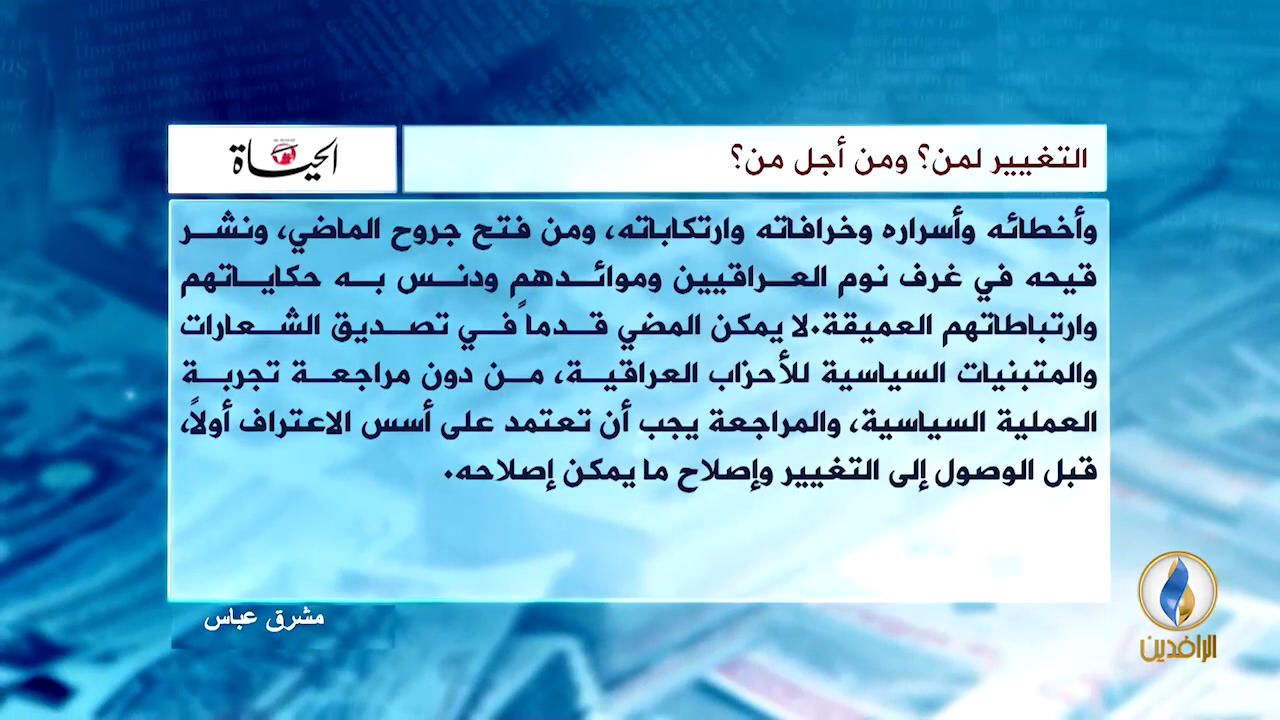 التغيير لمن؟ ومن أجل من؟
الحياة
وأخطائه وأسراره وخرافاته وارتكاباته، ومن فتح جروح الماضي، ونشر
قيحه في غرف نوم العراقيين وموائدهم ودنس به حكاياتهم
وارتباطاتهم العميقة.لا يمكن المضي قدماً في تصديق الشعارات
والمتبنيات السياسية للأحزاب العراقية، من دون مراجعة تجربة
العملية السياسية، والمراجعة يجب أن تعتمد على أسس الاعتراف أولاً،
قبل الوصول إلى التغيير وإصلاح ما يمكن إصلاحه.
مشرق عباس
الرافدين